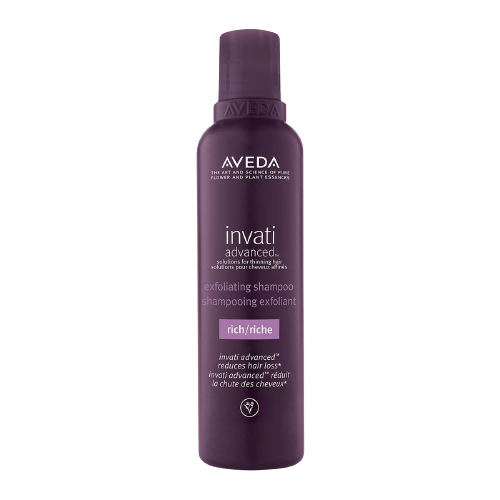 AVEDA
AVEDA
THE ART AND SCIENCE OF PURE
FLOWER AND PLANT ESSENCES
invati
advanced™
solutions for thinning hair
solutions pour cheveux affinés
exfoliating shampoo
shampooing exfoliant
rich/riche
invati advanced™
reduces hair loss*
invati advanced™ réduit
la chute des cheveux*